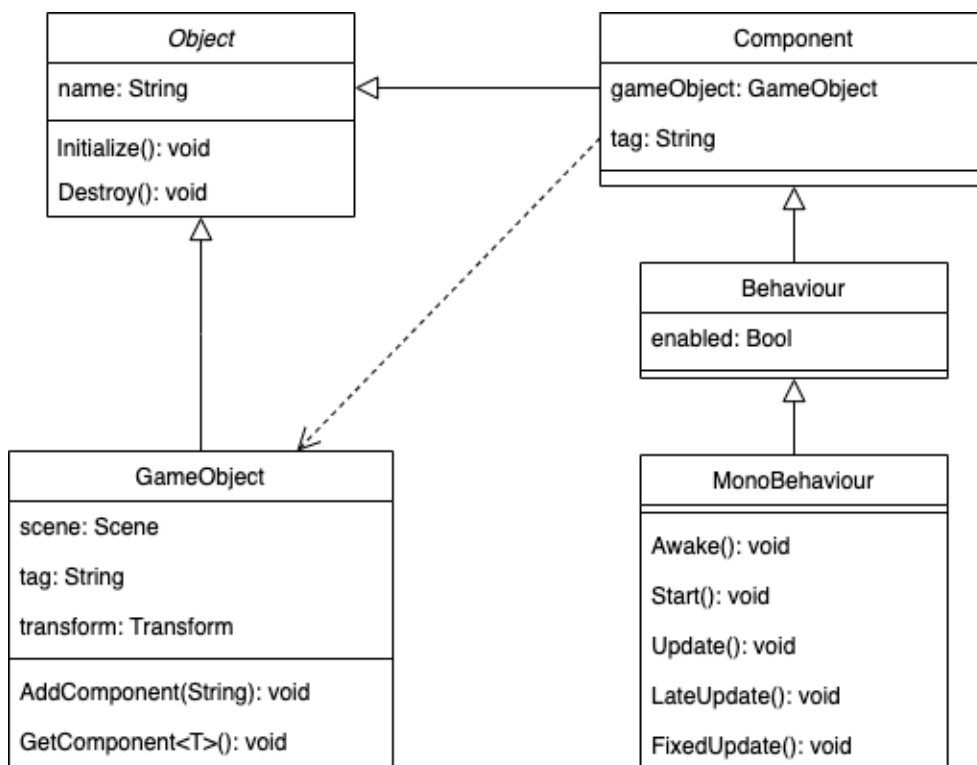 Object
name: String
Initialize(): void
Destroy(): void
Component
gameObject: GameObject
tag: String
Behaviour
enabled: Bool
GameObject
scene: Scene
tag: String
transform: Transform
AddComponent(String): void
GetComponent<T>(): void
MonoBehaviour
Awake(): void
Start(): void
Update(): void
LateUpdate(): void
FixedUpdate(): void